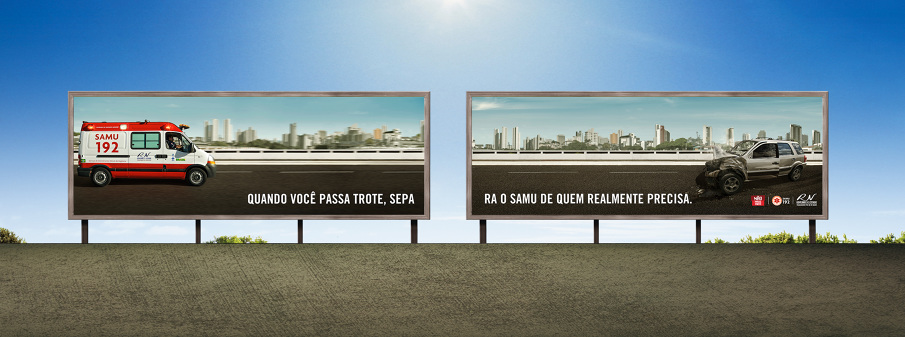 SAMU
192
QUANDO VOCÊ PASSA TROTE, SEPA
RA O SAMU DE QUEM REALMENTE PRECISA.